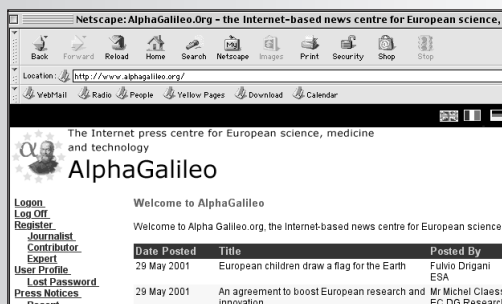 Netscape: AlphaGalileo.Org - the Internet-based news centre for European science,
Back Forward Reload Home Search Netscape Images Print Security Shop Stop
Location: http://www.alphagalileo.org/
WebMail Radio People Yellow Pages Download Calendar
The Internet press centre for European science, medicine
and technology
AlphaGalileo
Logon
Log Off
Register
Journalist
Contributor
Expert
User Profile
Lost Password
Press Notices
Recent
Welcome to AlphaGalileo
Welcome to Alpha Galileo.org, the Internet-based news centre for European science
Date Posted Title Posted By
29 May 2001 European children draw a flag for the Earth Fulvio Drigani
ESA
29 May 2001 An agreement to boost European research and Mr Michel Claess
innovation EC DG Research